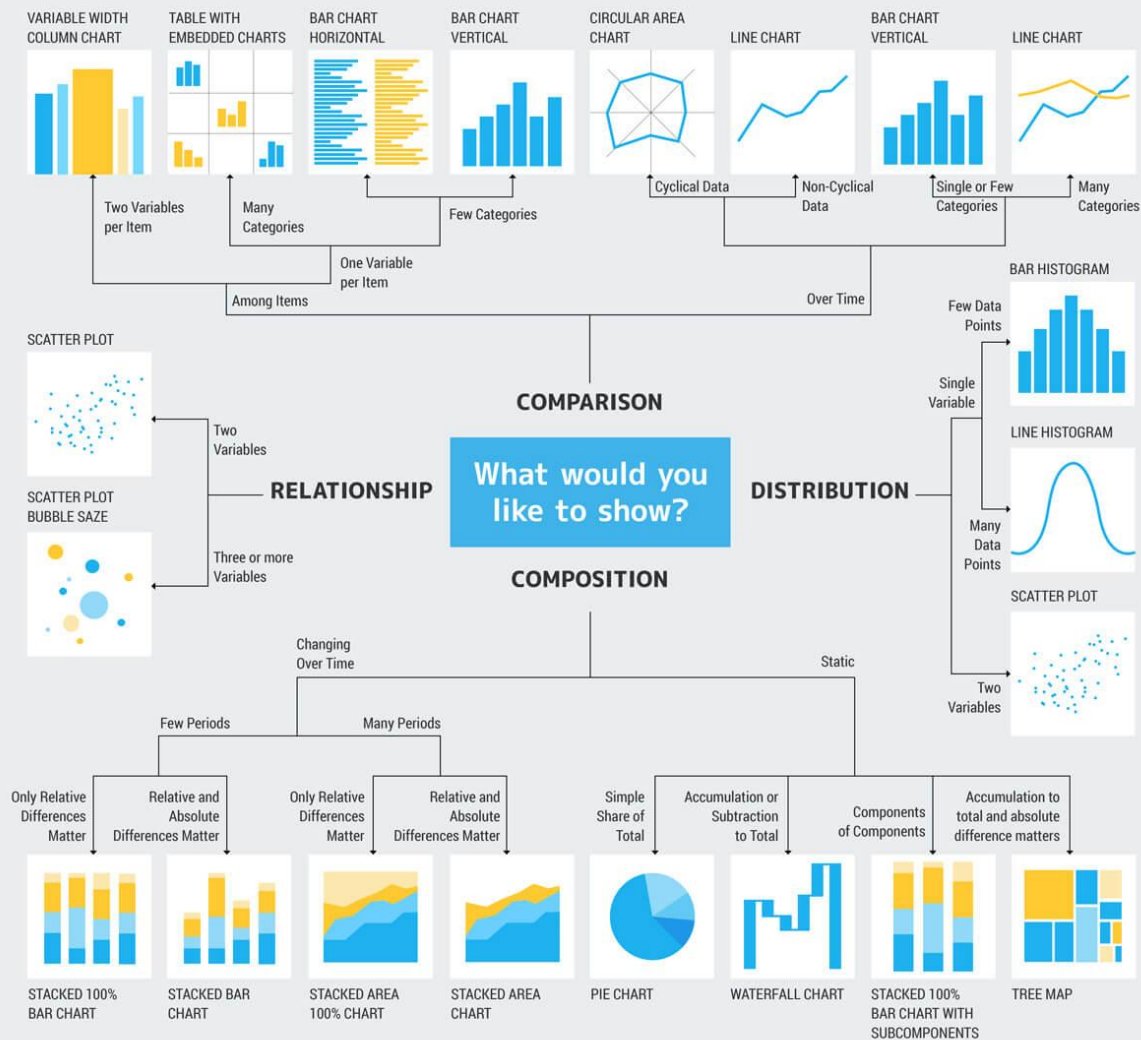 VARIABLE WIDTH
COLUMN CHART
TABLE WITH
EMBEDDED CHARTS
BAR CHART
HORIZONTAL
BAR CHART
VERTICAL
CIRCULAR AREA
CHART
LINE CHART
BAR CHART
VERTICAL
LINE CHART
Two Variables
per Item
Many
Categories
Few Categories
Cyclical Data
Non-Cyclical
Data
Single or Few
Categories
Many
Categories
One Variable
per Item
Among Items
Over Time
COMPARISON
What would you
like to show?
RELATIONSHIP
SCATTER PLOT
Two
Variables
SCATTER PLOT
BUBBLE SAZE
Three or more
Variables
DISTRIBUTION
BAR HISTOGRAM
Few Data
Points
Single
Variable
LINE HISTOGRAM
Many
Data
Points
SCATTER PLOT
Two
Variables
COMPOSITION
Changing
Over Time
Static
Few Periods
Many Periods
Only Relative
Differences
Matter
Relative and
Absolute
Differences Matter
Only Relative
Differences
Matter
Relative and
Absolute
Differences Matter
Simple
Share of
Total
Accumulation or
Subtraction
to Total
Components
of Components
Accumulation to
total and absolute
difference matters
STACKED 100%
BAR CHART
STACKED BAR
CHART
STACKED AREA
100% CHART
STACKED AREA
CHART
PIE CHART
WATERFALL CHART
STACKED 100%
BAR CHART WITH
SUBCOMPONENTS
TREE MAP